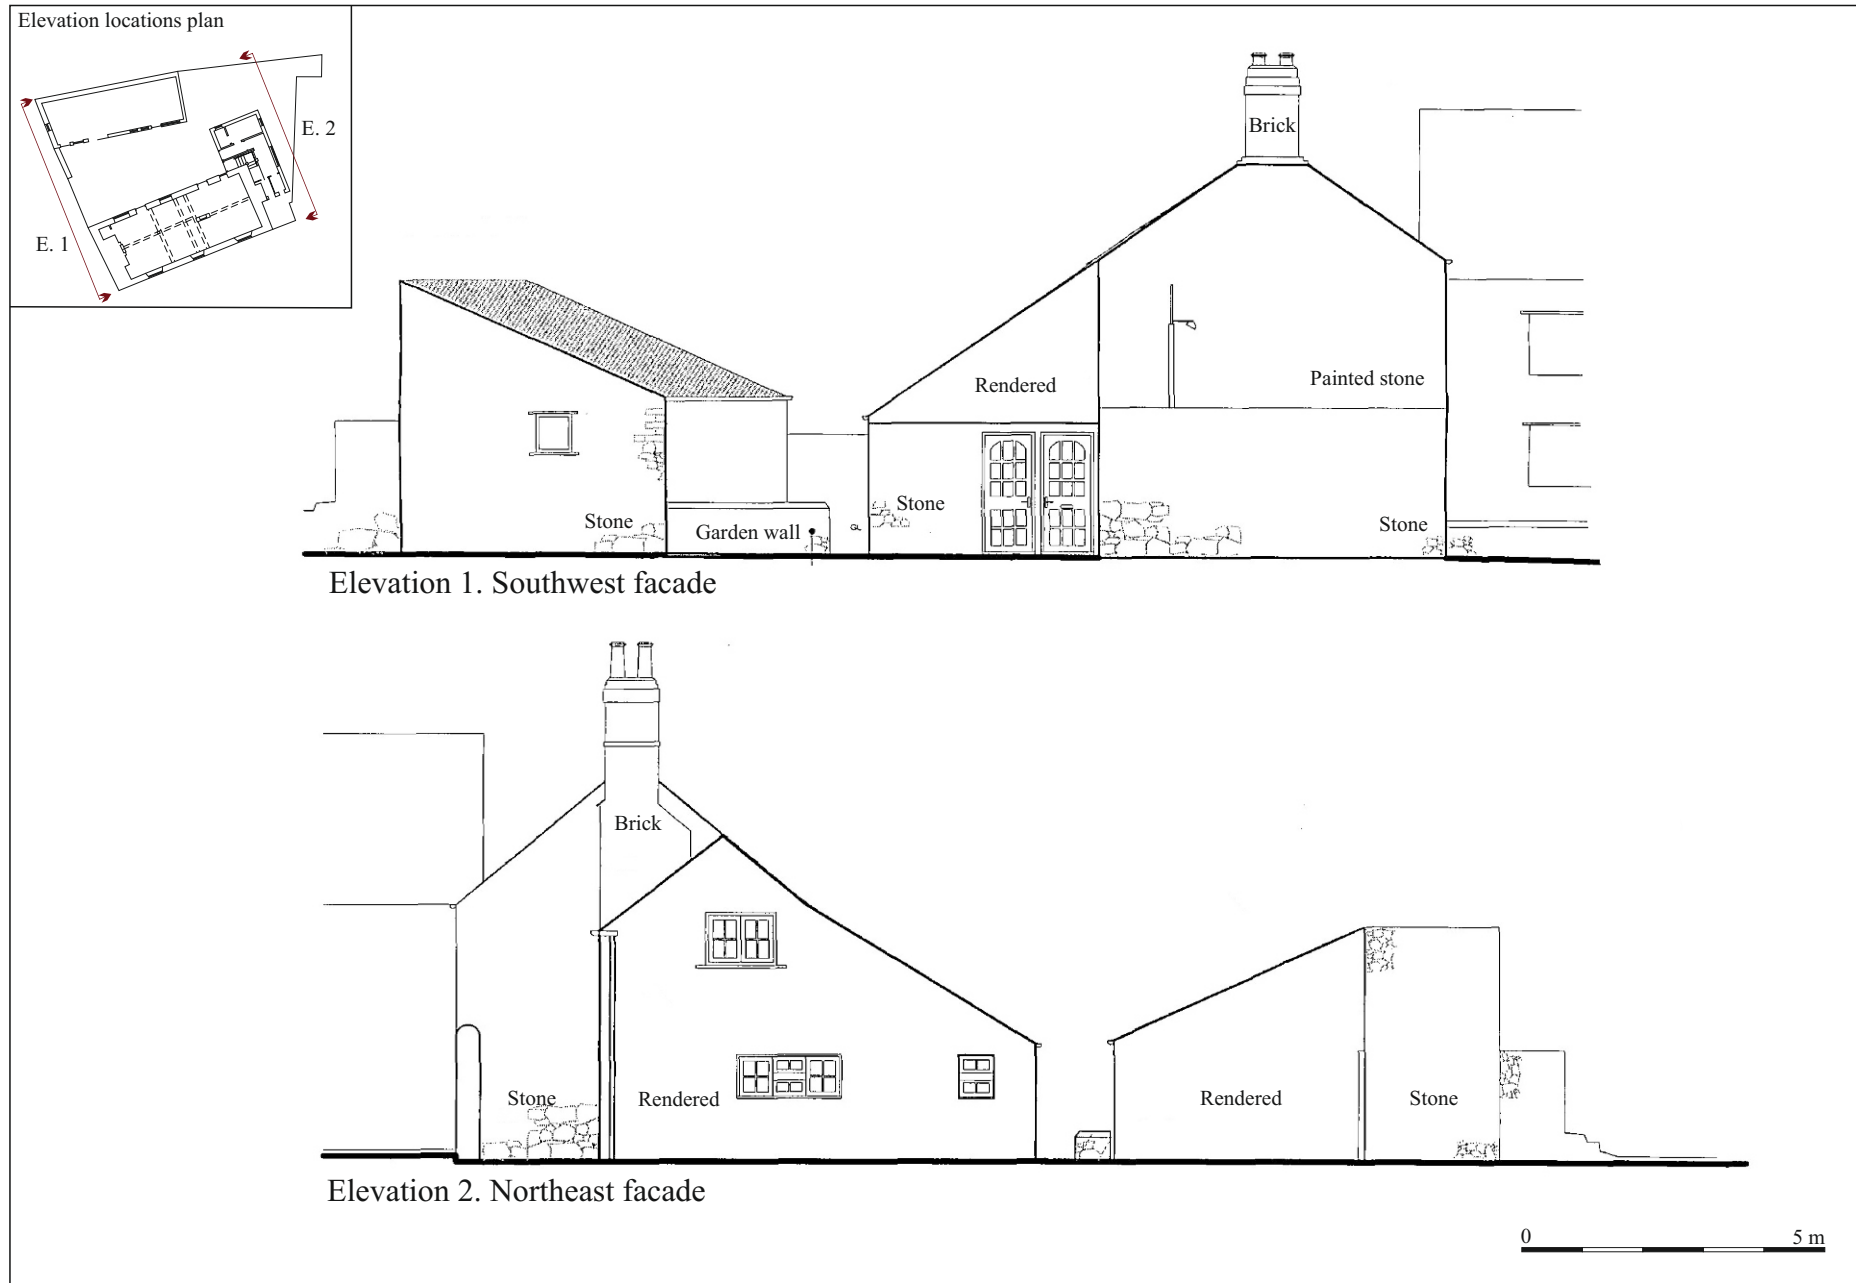 Elevation locations plan
E. 2
E. 1
Brick
Rendered
Painted stone
Stone
Garden wall
Stone
Stone
Elevation 1. Southwest facade
Brick
Stone
Rendered
Rendered
Stone
Elevation 2. Northeast facade
0
5 m